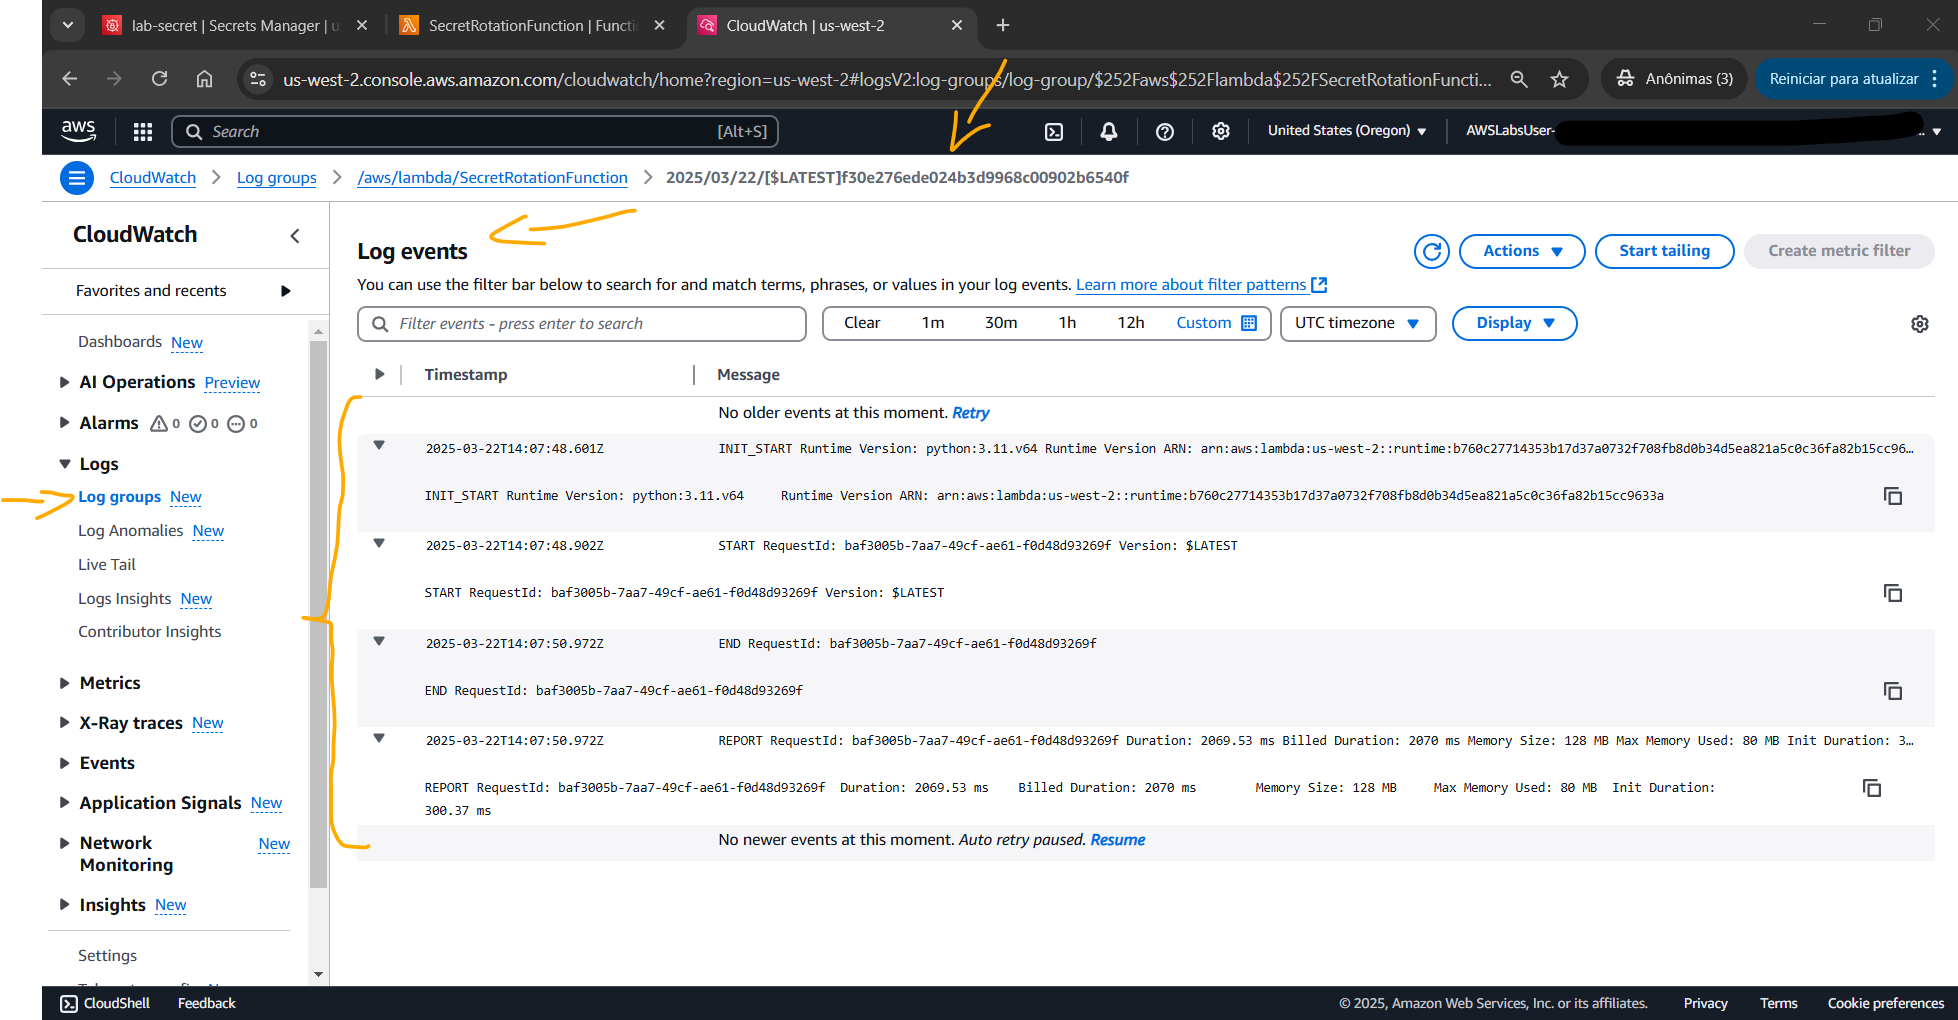 lab-secret | Secrets Manager | u
SecretRotationFunction | Functi
CloudWatch | us-west-2
us-west-2.console.aws.amazon.com/cloudwatch/home?region=us-west-2#logsV2:log-groups/log-group/$252Faws$252Flambda$252FSecretRotationFuncti...
Anônimas (3)
Reiniciar para atualizar
aws
Search
[Alt+S]
United States (Oregon)
AWSLabsUser-
CloudWatch > Log groups > /aws/lambda/SecretRotationFunction > 2025/03/22/[$LATEST]f30e276ede024b3d9968c00902b6540f
CloudWatch
Favorites and recents
Dashboards New
AI Operations Preview
Alarms 0 0 0
Logs
Log groups New
Log Anomalies New
Live Tail
Logs Insights New
Contributor Insights
Metrics
X-Ray traces New
Events
Application Signals New
Network Monitoring New
Insights New
Settings
Log events
Actions
Start tailing
Create metric filter
You can use the filter bar below to search for and match terms, phrases, or values in your log events. Learn more about filter patterns
Filter events - press enter to search
Clear 1m 30m 1h 12h Custom
UTC timezone
Display
Timestamp Message
No older events at this moment. Retry
2025-03-22T14:07:48.601Z INIT_START Runtime Version: python:3.11.v64 Runtime Version ARN: arn:aws:lambda:us-west-2::runtime:b760c27714353b17d37a0732f708fb8d0b34d5ea821a5c0c36fa82b15cc96...
INIT_START Runtime Version: python:3.11.v64 Runtime Version ARN: arn:aws:lambda:us-west-2::runtime:b760c27714353b17d37a0732f708fb8d0b34d5ea821a5c0c36fa82b15cc9633a
2025-03-22T14:07:48.902Z START RequestId: baf3005b-7aa7-49cf-ae61-f0d48d93269f Version: $LATEST
START RequestId: baf3005b-7aa7-49cf-ae61-f0d48d93269f Version: $LATEST
2025-03-22T14:07:50.972Z END RequestId: baf3005b-7aa7-49cf-ae61-f0d48d93269f
END RequestId: baf3005b-7aa7-49cf-ae61-f0d48d93269f
2025-03-22T14:07:50.972Z REPORT RequestId: baf3005b-7aa7-49cf-ae61-f0d48d93269f Duration: 2069.53 ms Billed Duration: 2070 ms Memory Size: 128 MB Max Memory Used: 80 MB Init Duration: 3...
REPORT RequestId: baf3005b-7aa7-49cf-ae61-f0d48d93269f Duration: 2069.53 ms Billed Duration: 2070 ms Memory Size: 128 MB Max Memory Used: 80 MB Init Duration:
300.37 ms
No newer events at this moment. Auto retry paused. Resume
CloudShell
Feedback
© 2025, Amazon Web Services, Inc. or its affiliates.
Privacy
Terms
Cookie preferences